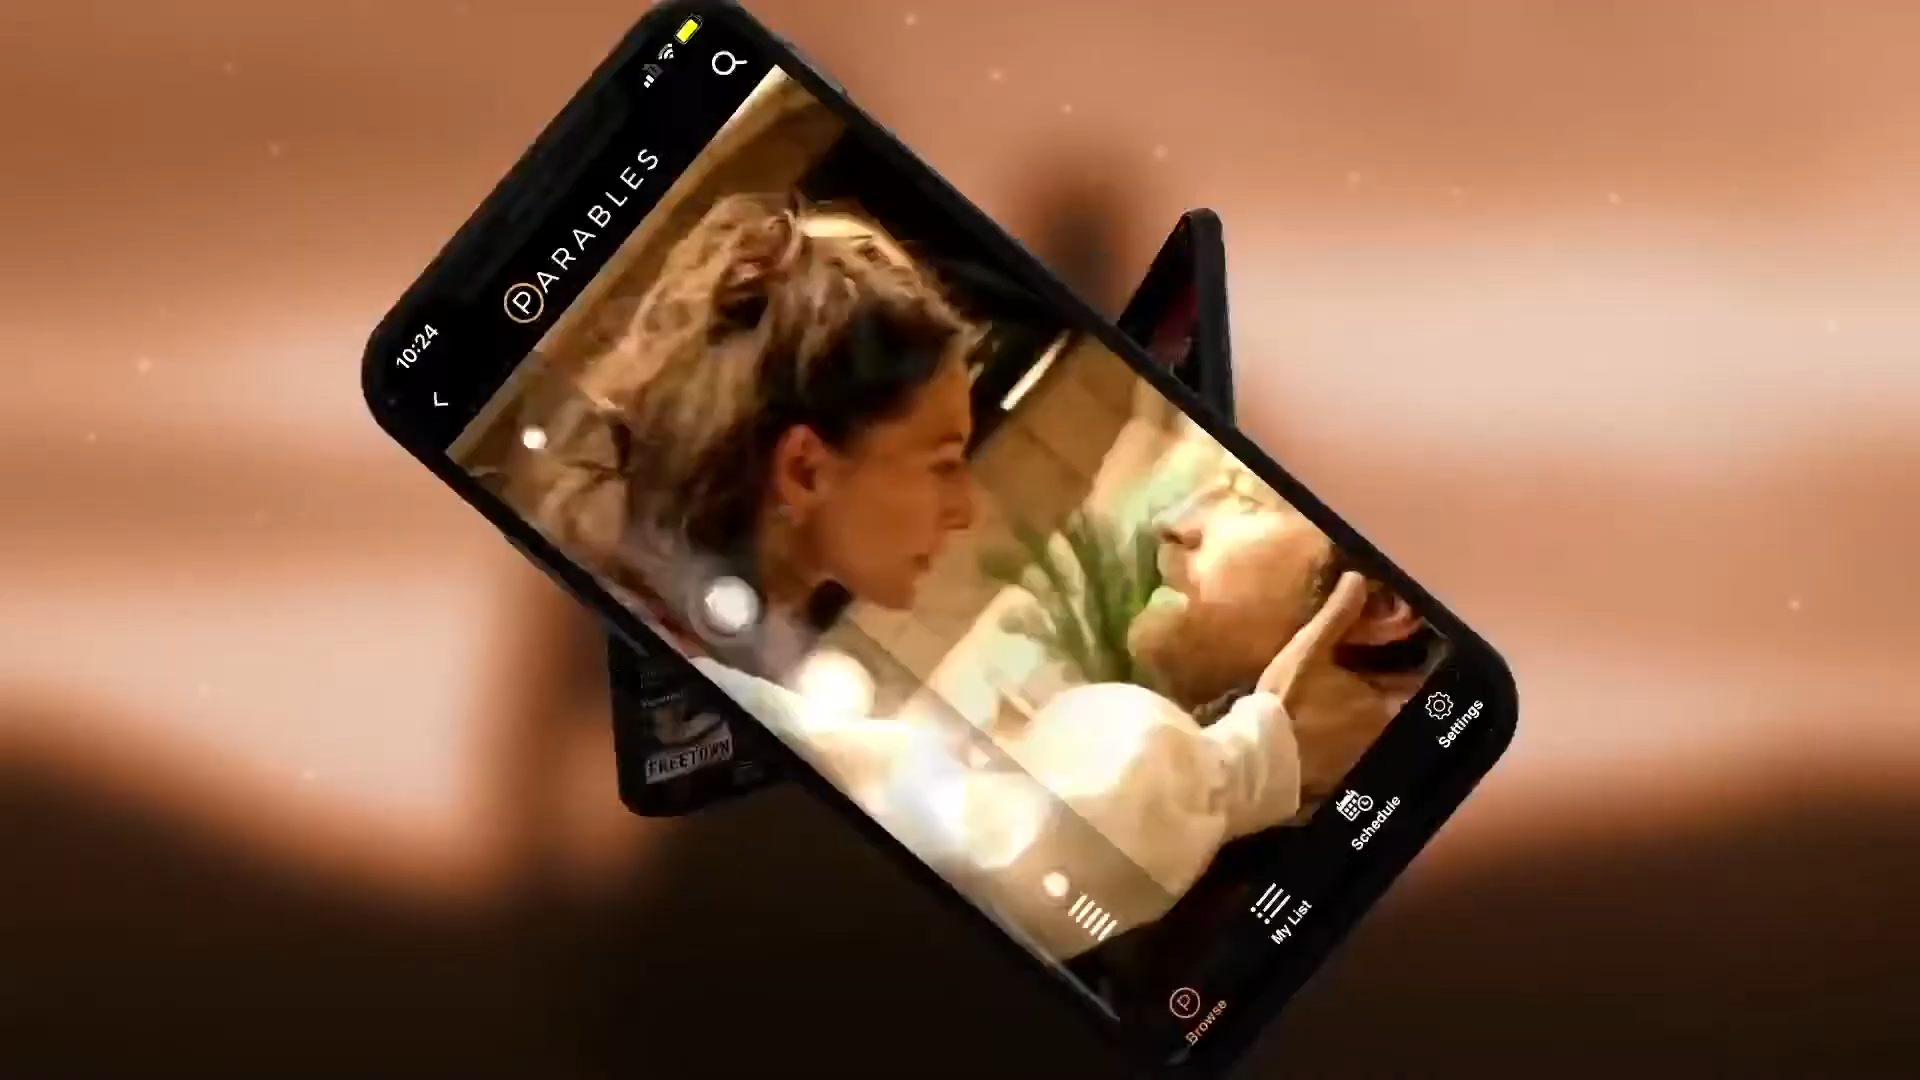 10:24
PARABLES
FREETOWN
Browse
My List
Schedule
Settings